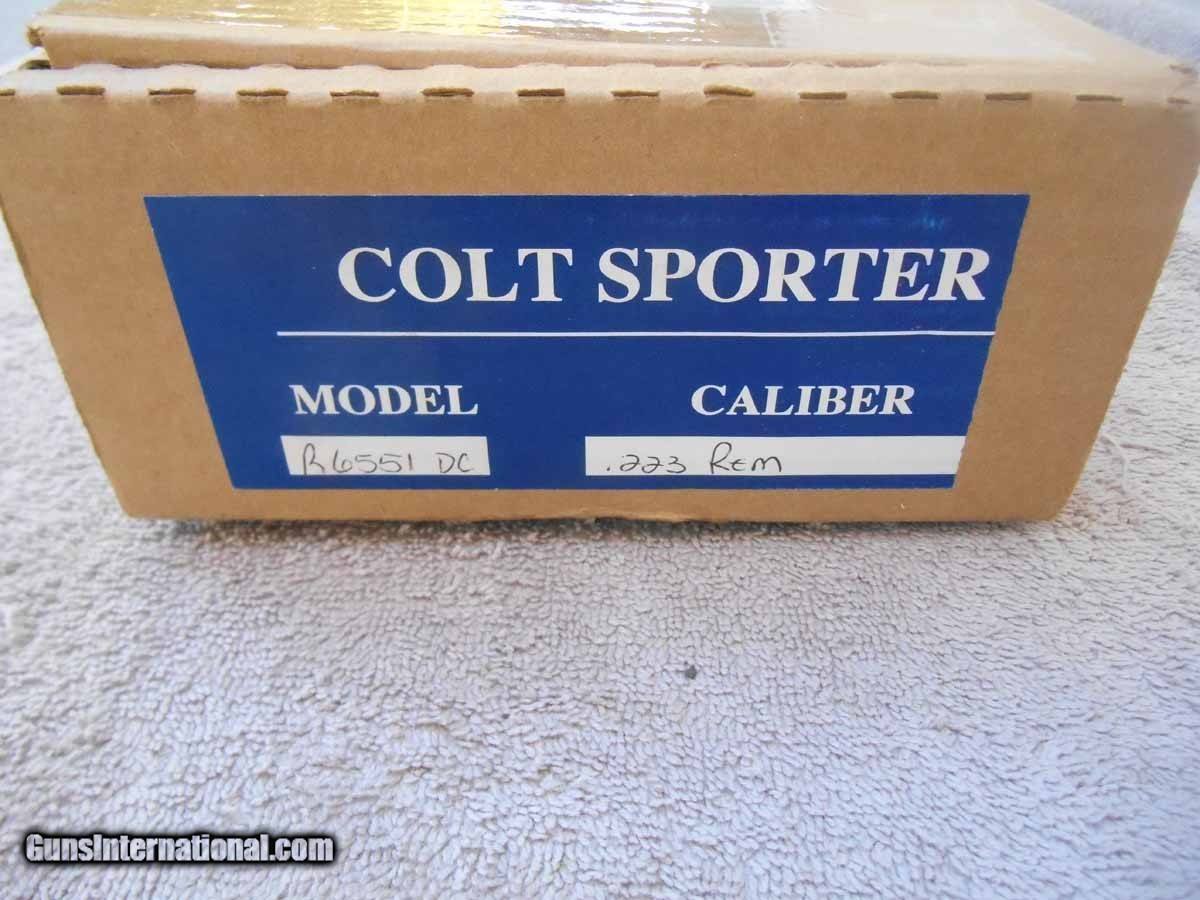 COLT SPORTER
MODEL CALIBER
R6551 DC .223 Rem
GunsInternational.com